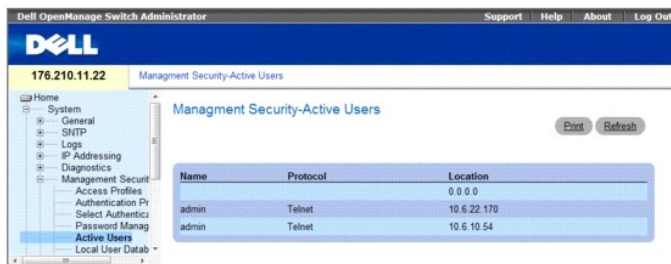 Dell OpenManage Switch Administrator
Support Help About Log Out
DELL
176.210.11.22
Managment Security-Active Users
Home
System
General
SNTP
Logs
IP Addressing
Diagnostics
Management Securit
Access Profiles
Authentication Pr
Select Authentica
Password Manag
Active Users
Local User Datab
Managment Security-Active Users
Print Refresh
Name Protocol Location
0.0.0.0
admin Telnet 10.6.22.170
admin Telnet 10.6.10.54